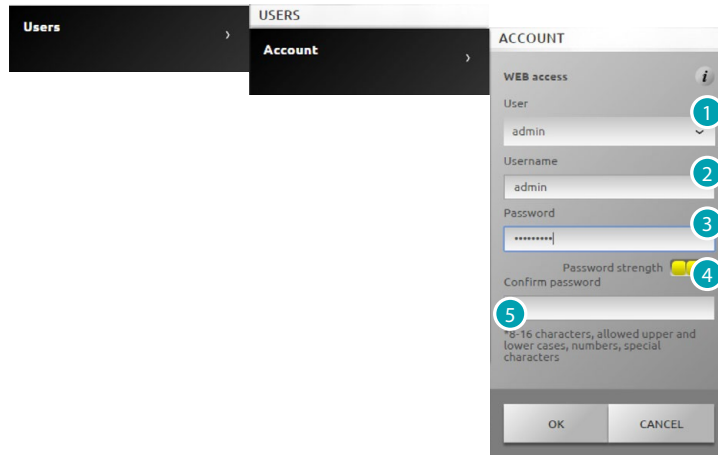 Users
USERS
Account
ACCOUNT
WEB access
i
User
1
admin
Username
2
admin
Password
3
•••••••••
Password strength
4
Confirm password
5
*8-16 characters, allowed upper and
lower cases, numbers, special
characters
OK
CANCEL